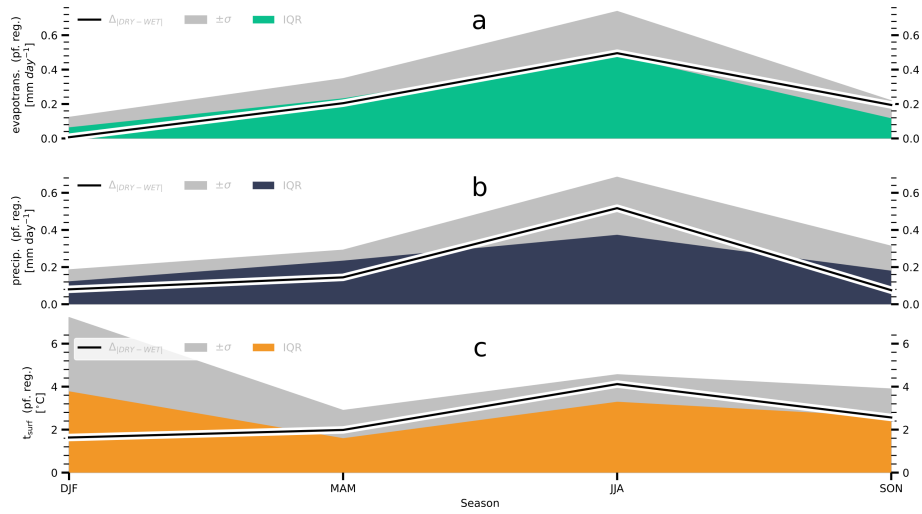 Δ|DRY−WET| ±σ IQR
a
evapotrans. (pf. reg.)
[mm day−1]
0.6 0.6
0.4 0.4
0.2 0.2
0.0 0.0
Δ|DRY−WET| ±σ IQR
b
precip. (pf. reg.)
[mm day−1]
0.6 0.6
0.4 0.4
0.2 0.2
0.0 0.0
Δ|DRY−WET| ±σ IQR
c
tsurf (pf. reg.)
[°C]
6 6
4 4
2 2
0 0
DJF MAM JJA SON
Season